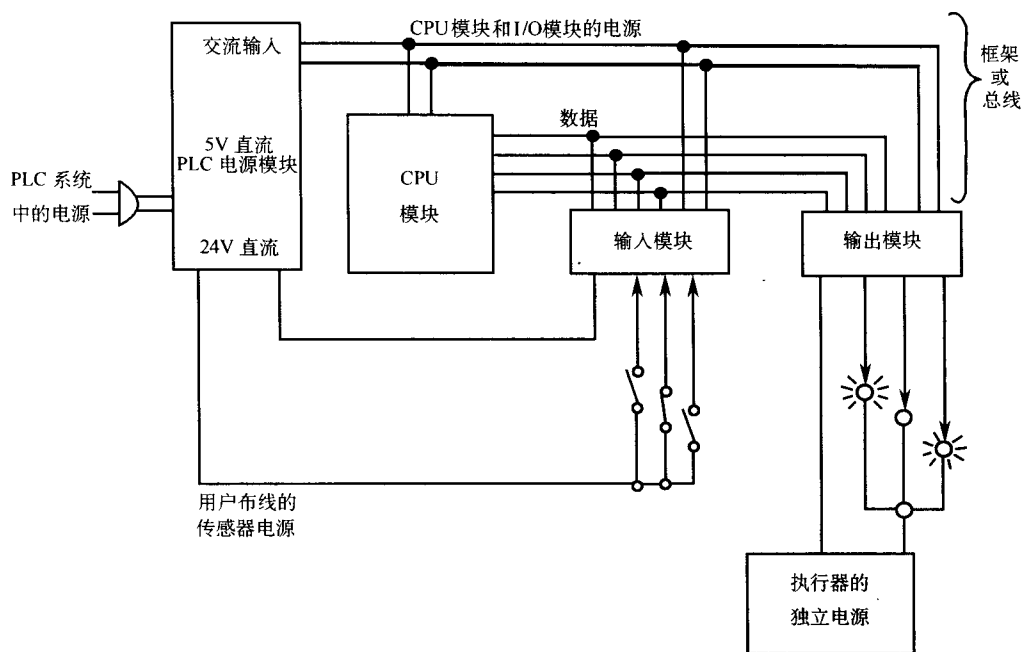 CPU模块和I/O模块的电源
交流输入
框架
或
总线
数据
5V 直流
PLC 电源模块
PLC 系统
中的电源
CPU
模块
24V 直流
输入模块
输出模块
用户布线的
传感器电源
执行器的
独立电源